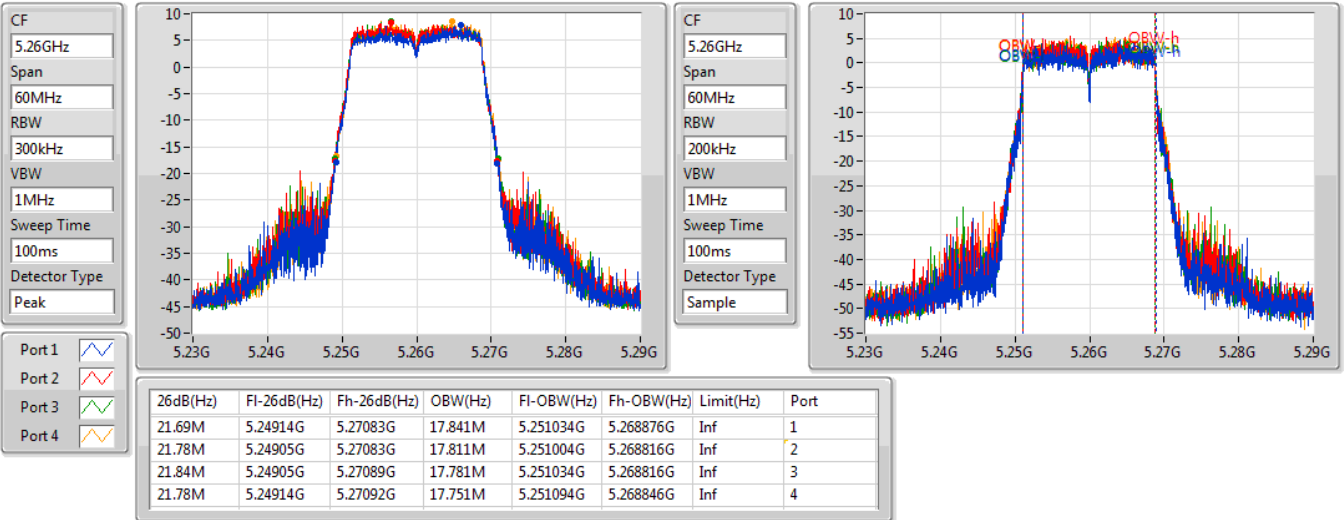 CF
5.26GHz
Span
60MHz
RBW
300kHz
VBW
1MHz
Sweep Time
100ms
Detector Type
Peak
10
5
0
-5
-10
-15
-20
-25
-30
-35
-40
-45
-50
5.23G 5.24G 5.25G 5.26G 5.27G 5.28G 5.29G
CF
5.26GHz
Span
60MHz
RBW
200kHz
VBW
1MHz
Sweep Time
100ms
Detector Type
Sample
10
5
0
-5
-10
-15
-20
-25
-30
-35
-40
-45
-50
-55
OBW-h
5.23G 5.24G 5.25G 5.26G 5.27G 5.28G 5.29G
Port 1
Port 2
Port 3
Port 4
26dB(Hz) Fl-26dB(Hz) Fh-26dB(Hz) OBW(Hz) Fl-OBW(Hz) Fh-OBW(Hz) Limit(Hz) Port
21.69M 5.24914G 5.27083G 17.841M 5.251034G 5.268876G Inf 1
21.78M 5.24905G 5.27083G 17.811M 5.251004G 5.268816G Inf 2
21.84M 5.24905G 5.27089G 17.781M 5.251034G 5.268816G Inf 3
21.78M 5.24914G 5.27092G 17.751M 5.251094G 5.268846G Inf 4